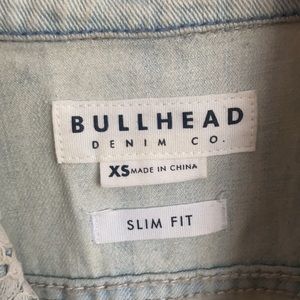 BULLHEAD
DENIM CO.
XS MADE IN CHINA
SLIM FIT